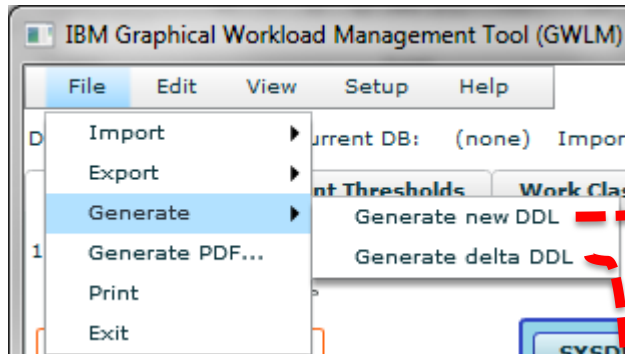 IBM Graphical Workload Management Tool (GWLM)
File Edit View Setup Help
Import urrent DB: (none) Impor
Export
nt Thresholds Work Clas
Generate Generate new DDL
1 Generate PDF... Generate delta DDL
Print
Exit